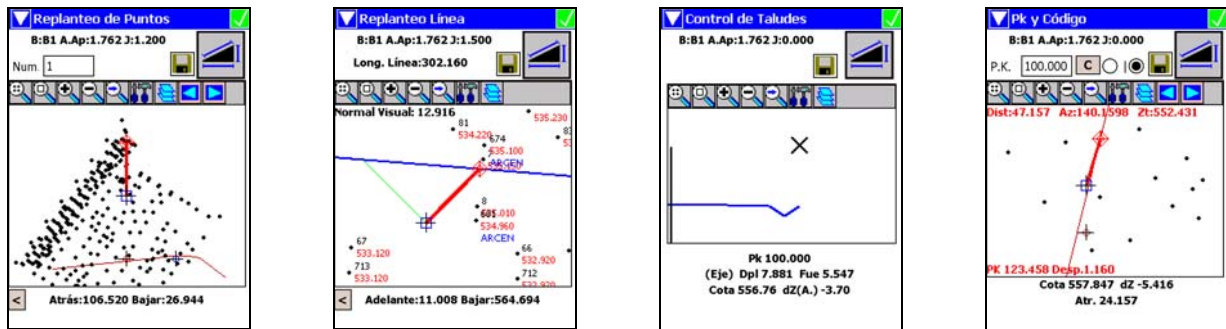 Replanteo de Puntos
B:B1 A.Ap:1.762 J:1.200
Num. 1
<
Atrás:106.520 Bajar:26.944
Replanteo Línea
B:B1 A.Ap:1.762 J:1.500
Long. Línea:302.160
Normal Visual: 12.916
535.230
81
534.220
674
535.100
ARCEN
8
534.960
ARCEN
67
533.120
713
533.120
66
532.920
712
532.920
<
Adelante:11.008 Bajar:564.694
Control de Taludes
B:B1 A.Ap:1.762 J:0.000
Pk 100.000
(Eje) Dpl 7.881 Fue 5.547
Cota 556.76 dZ(A.) -3.70
Pk y Código
B:B1 A.Ap:1.762 J:0.000
P.K. 100.000 C I
Dist:47.157 Az:140.1598 Zt:552.431
PK 123.458 Desp.1.160
Cota 557.847 dZ -5.416
Atr. 24.157